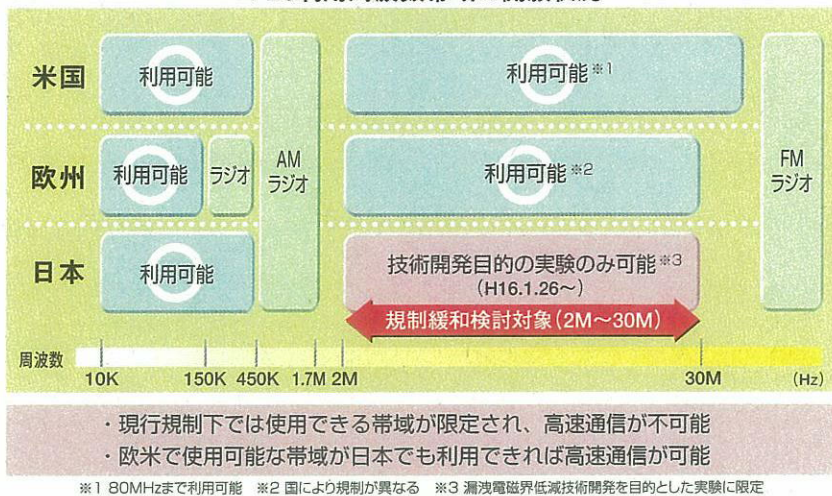 米国
利用可能
AMラジオ
利用可能※1
FMラジオ
欧州
利用可能
ラジオ
利用可能※2
日本
利用可能
技術開発目的の実験のみ可能※3
(H16.1.26〜)
規制緩和検討対象(2M〜30M)
周波数
10K 150K 450K 1.7M 2M 30M (Hz)
・現行規制下では使用できる帯域が限定され、高速通信が不可能
・欧米で使用可能な帯域が日本でも利用できれば高速通信が可能
※1 80MHzまで利用可能 ※2 国により規制が異なる ※3 漏洩電磁界低減技術開発を目的とした実験に限定